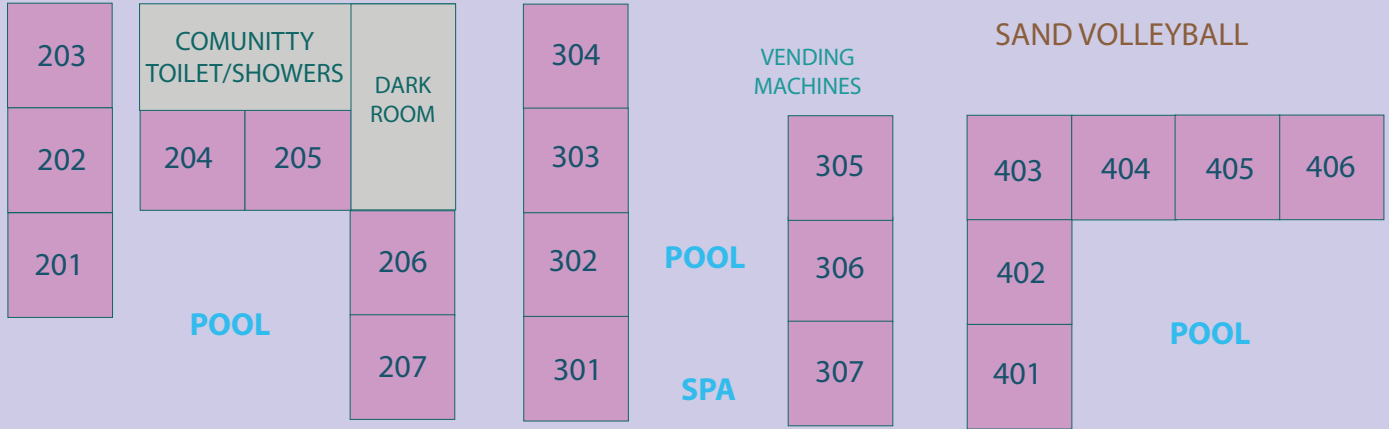 203
202
201
COMUNITTY
TOILET/SHOWERS
DARK
ROOM
204
205
206
207
POOL
304
303
302
301
POOL
SPA
VENDING
MACHINES
305
306
307
SAND VOLLEYBALL
403
404
405
406
402
401
POOL